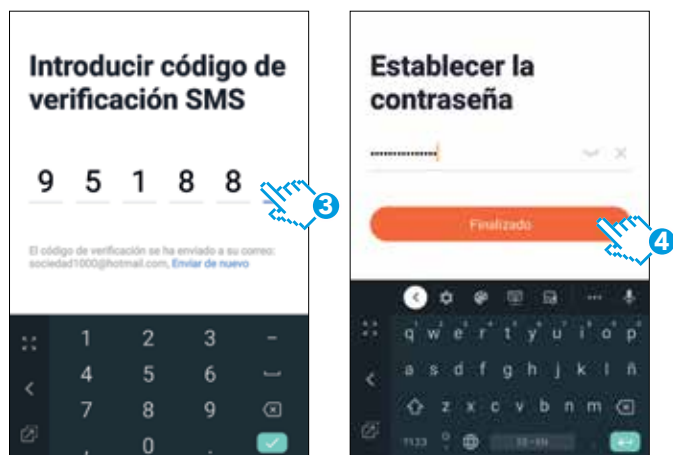 Introducir código de
verificación SMS
9 5 1 8 8
3
El código de verificación se ha enviado a su correo:
sociedad1000@hotmail.com, Enviar de nuevo
1 2 3 -
4 5 6
7 8 9
, 0 .
Establecer la
contraseña
••••••••••••••••
Finalizado
4
q w e r t y u i o p
a s d f g h j k l ñ
z x c v b n m
?123